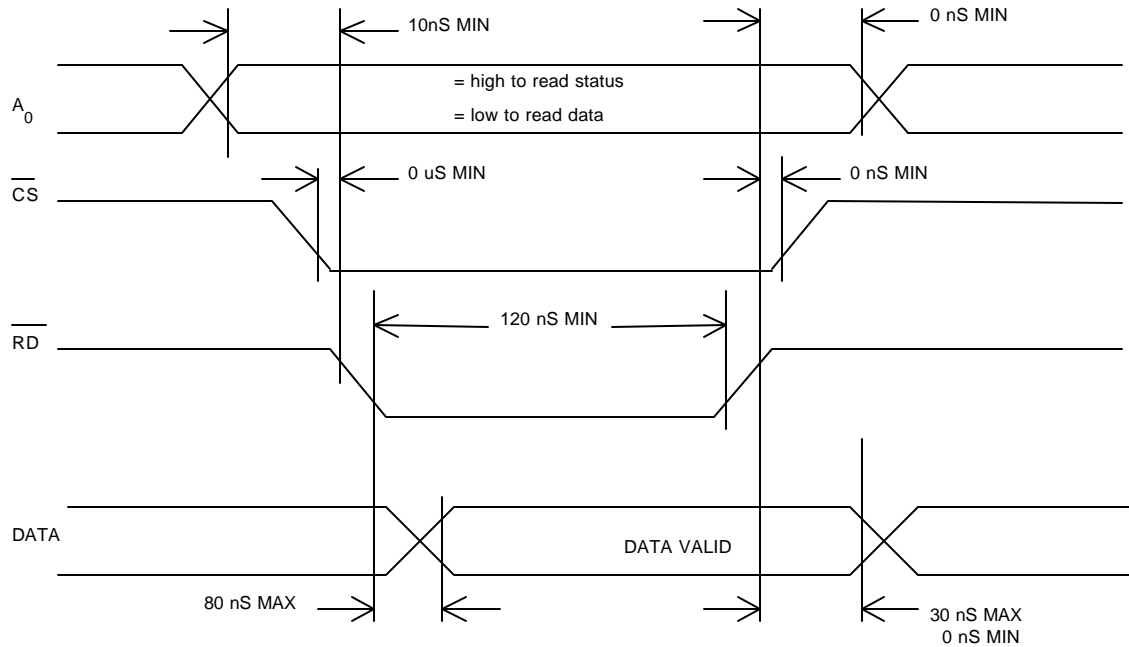 10nS MIN
0 nS MIN
= high to read status
A0
= low to read data
0 uS MIN
0 nS MIN
CS
120 nS MIN
RD
DATA
DATA VALID
80 nS MAX
30 nS MAX
0 nS MIN